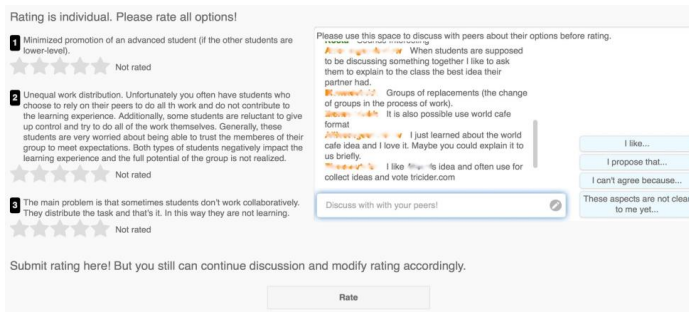 Rating is individual. Please rate all options!
1 Minimized promotion of an advanced student (if the other students are
lower-level).
Not rated
2 Unequal work distribution. Unfortunately you often have students who
choose to rely on their peers to do all th work and do not contribute to
the learning experience. Additionally, some students are reluctant to give
up control and try to do all of the work themselves. Generally, these
students are very worried about being able to trust the memberes of their
group to meet expectations. Both types of students negatively impact the
learning experience and the full potential of the group is not realized.
Not rated
3 The main problem is that sometimes students don't work collaboratively.
They distribute the task and that's it. In this way they are not learning.
Not rated
Please use this space to discuss with peers about their options before rating.
When students are supposed
to be discussing something together I like to ask
them to explain to the class the best idea their
partner had.
Groups of replacements (the change
of groups in the process of work).
It is also possible use world cafe
format
I just learned about the world
cafe idea and I love it. Maybe you could explain it to
us briefly.
I like idea and often use for
collect ideas and vote tricider.com
Discuss with with your peers!
I like...
I propose that...
I can't agree because...
These aspects are not clear
to me yet...
Submit rating here! But you still can continue discussion and modify rating accordingly.
Rate